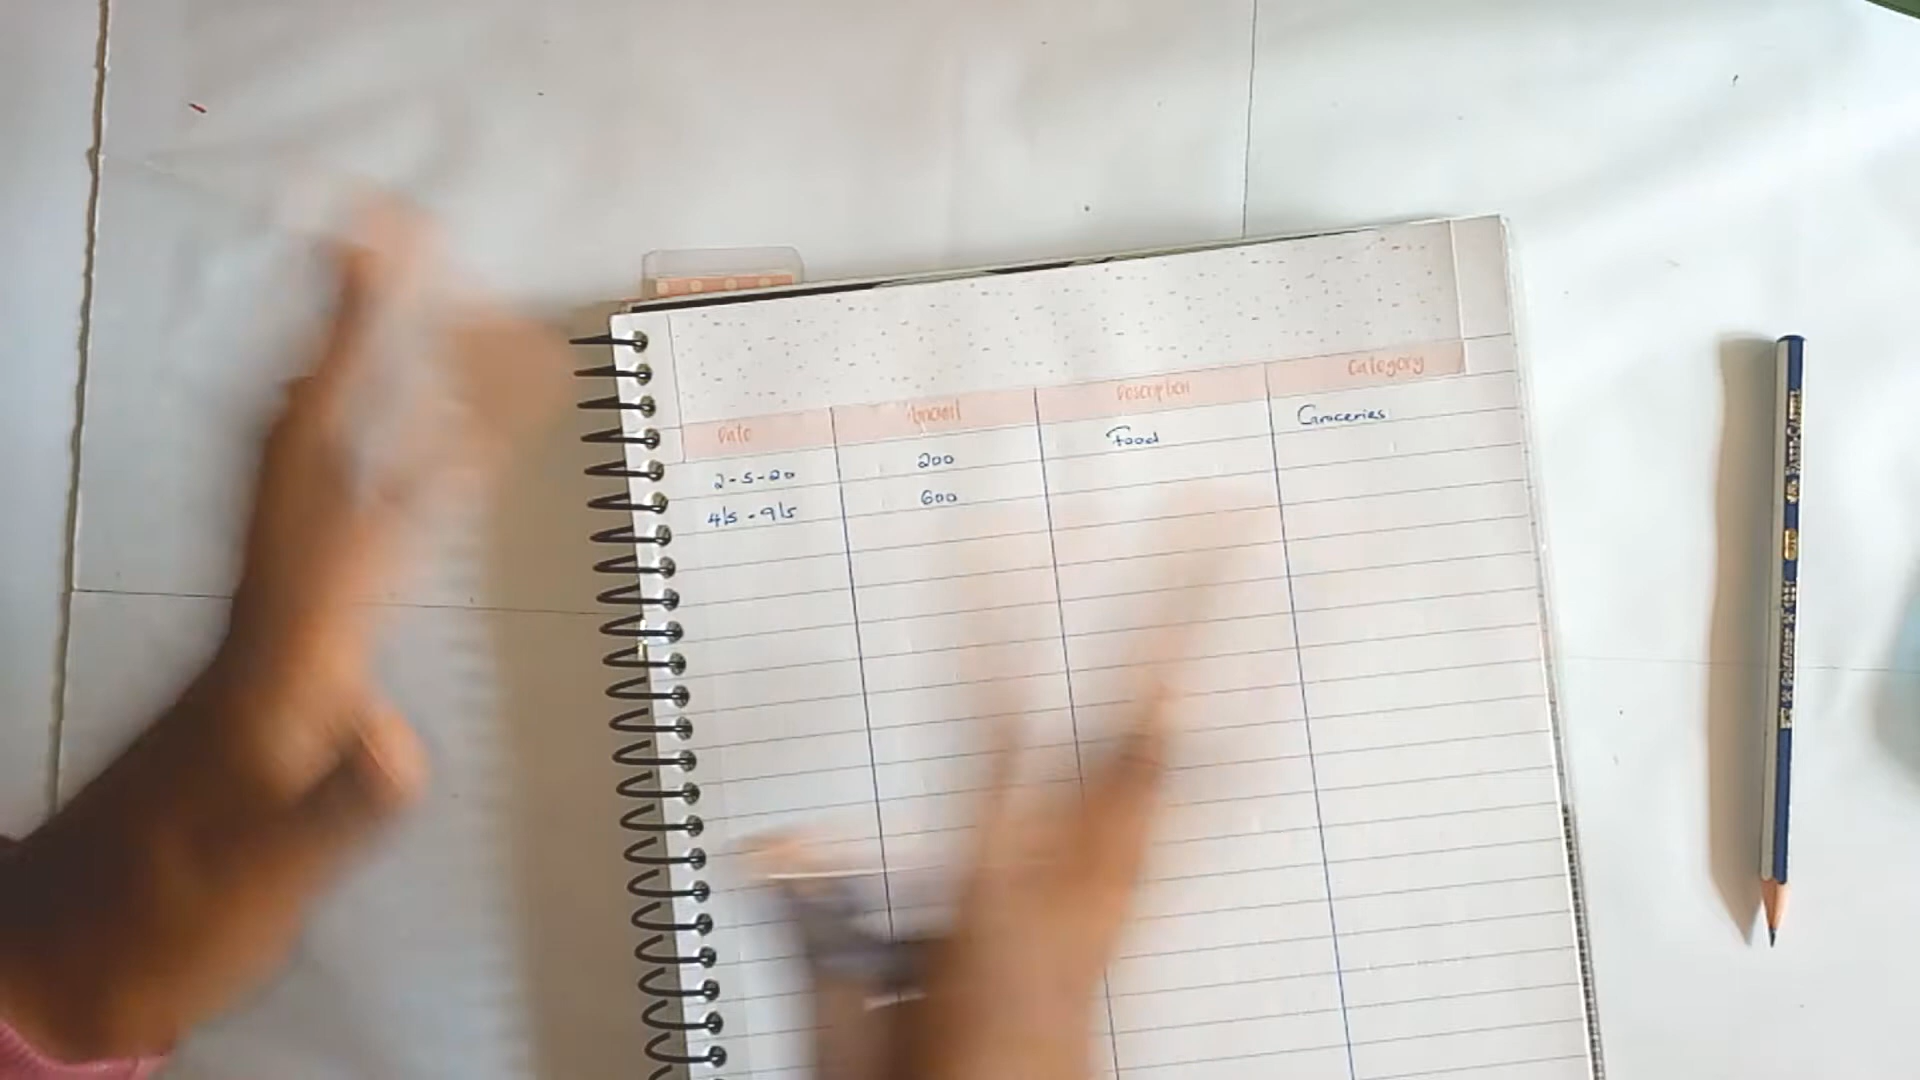 Date Amount Description Category
2-5-20 200 Food Groceries
4/5 - 9/5 600